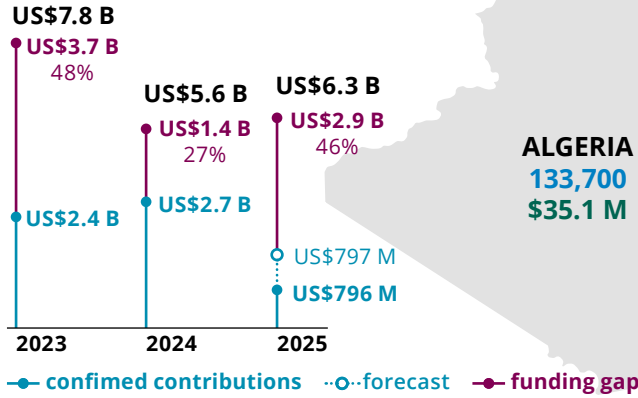 US$7.8 B
US$3.7 B
48%
US$2.4 B
2023
US$5.6 B
US$1.4 B
27%
US$2.7 B
2024
US$6.3 B
US$2.9 B
46%
US$797 M
US$796 M
2025
ALGERIA
133,700
$35.1 M
confimed contributions forecast funding gap